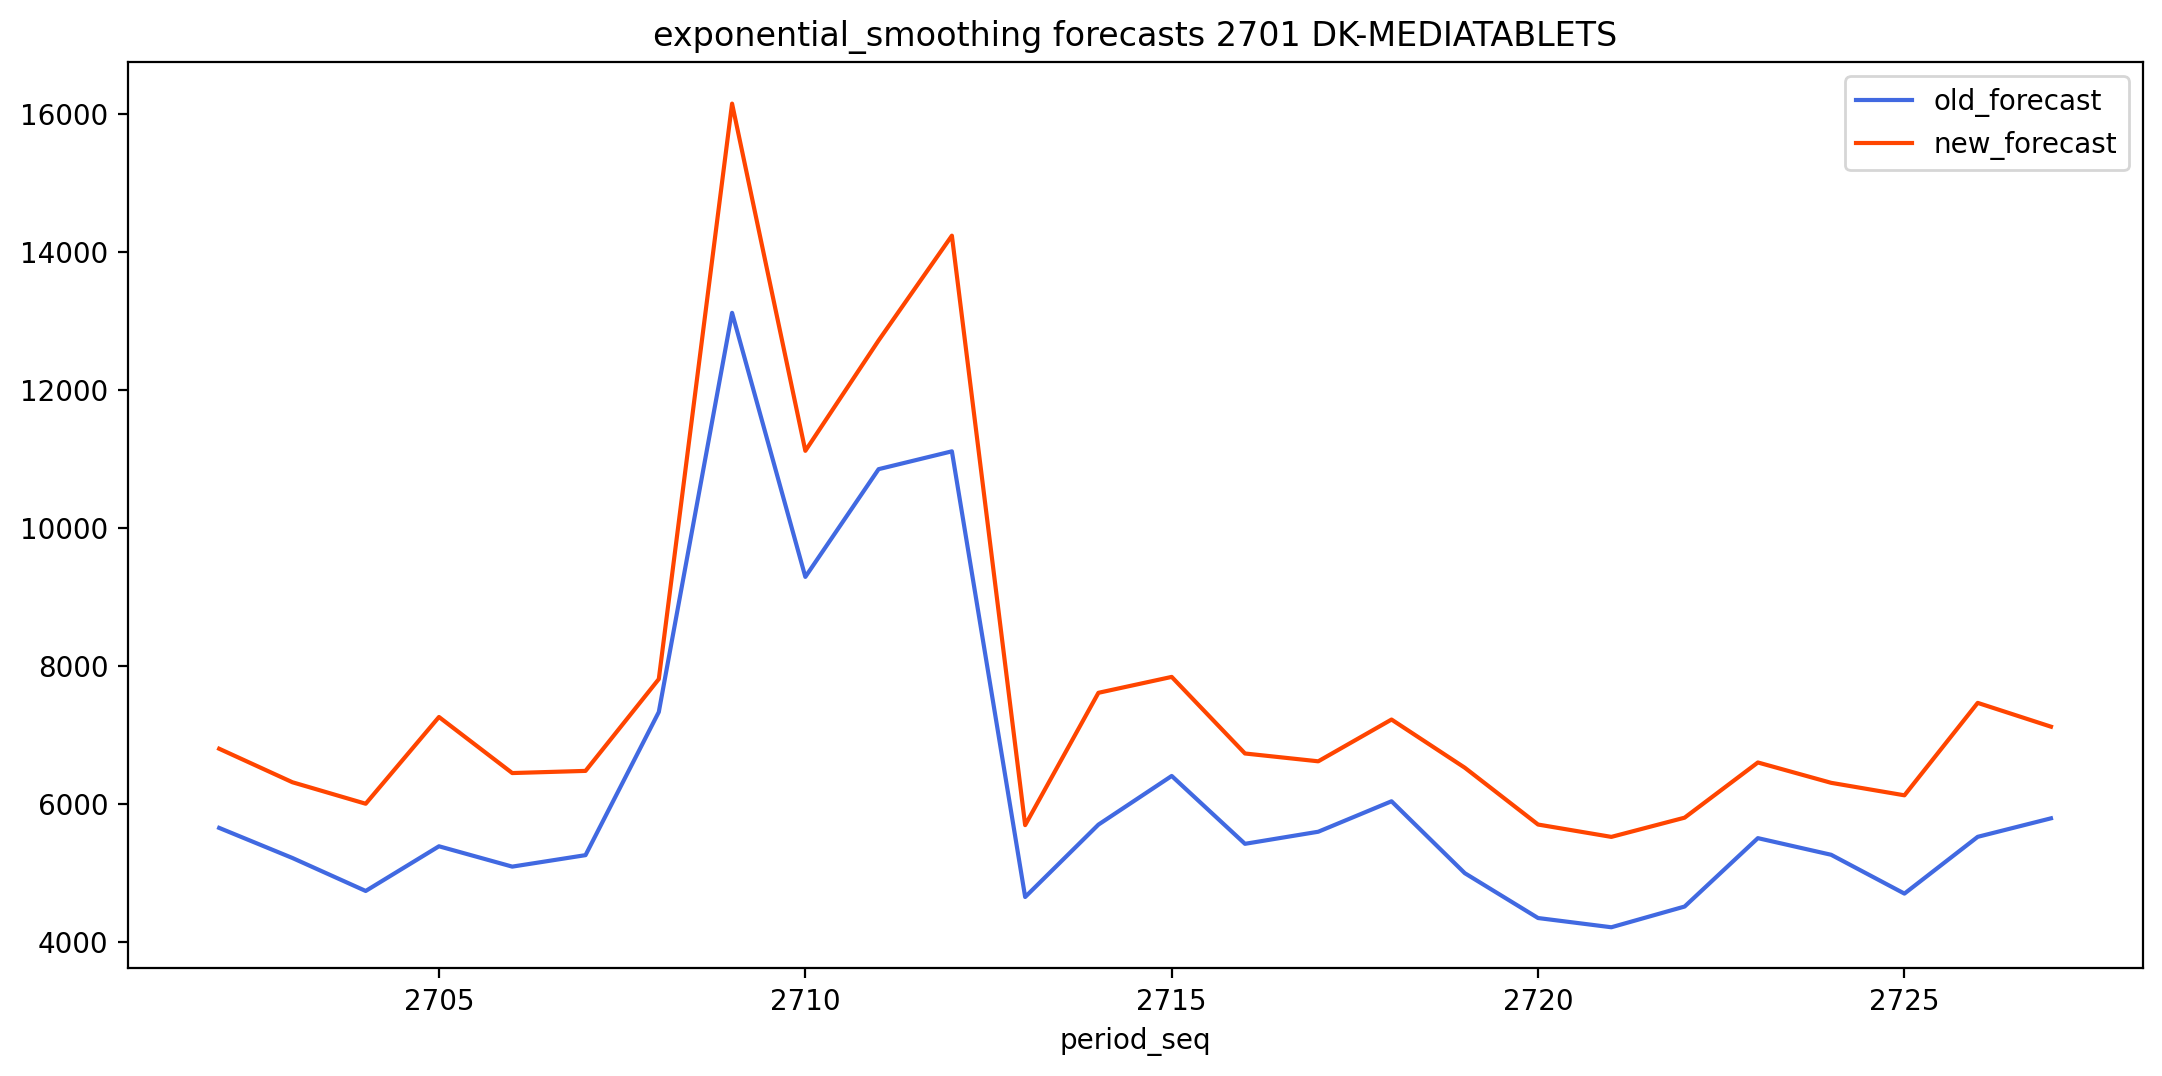 exponential_smoothing forecasts 2701 DK-MEDIATABLETS
old_forecast
new_forecast
16000
14000
12000
10000
8000
6000
4000
2705 2710 2715 2720 2725
period_seq